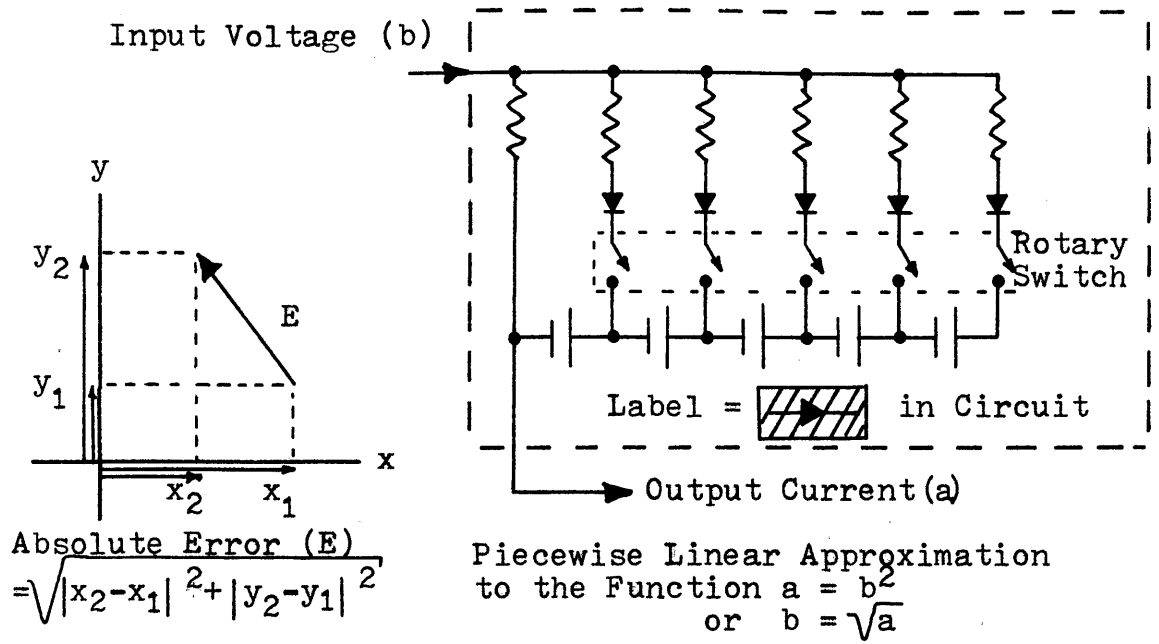 Input Voltage (b)
y
y2
y1
E
x
x2
x1
Rotary
Switch
Label = in Circuit
Output Current(a)
Absolute Error (E)
=√|x2-x1|2+|y2-y1|2
Piecewise Linear Approximation
to the Function a = b2
or b = √a